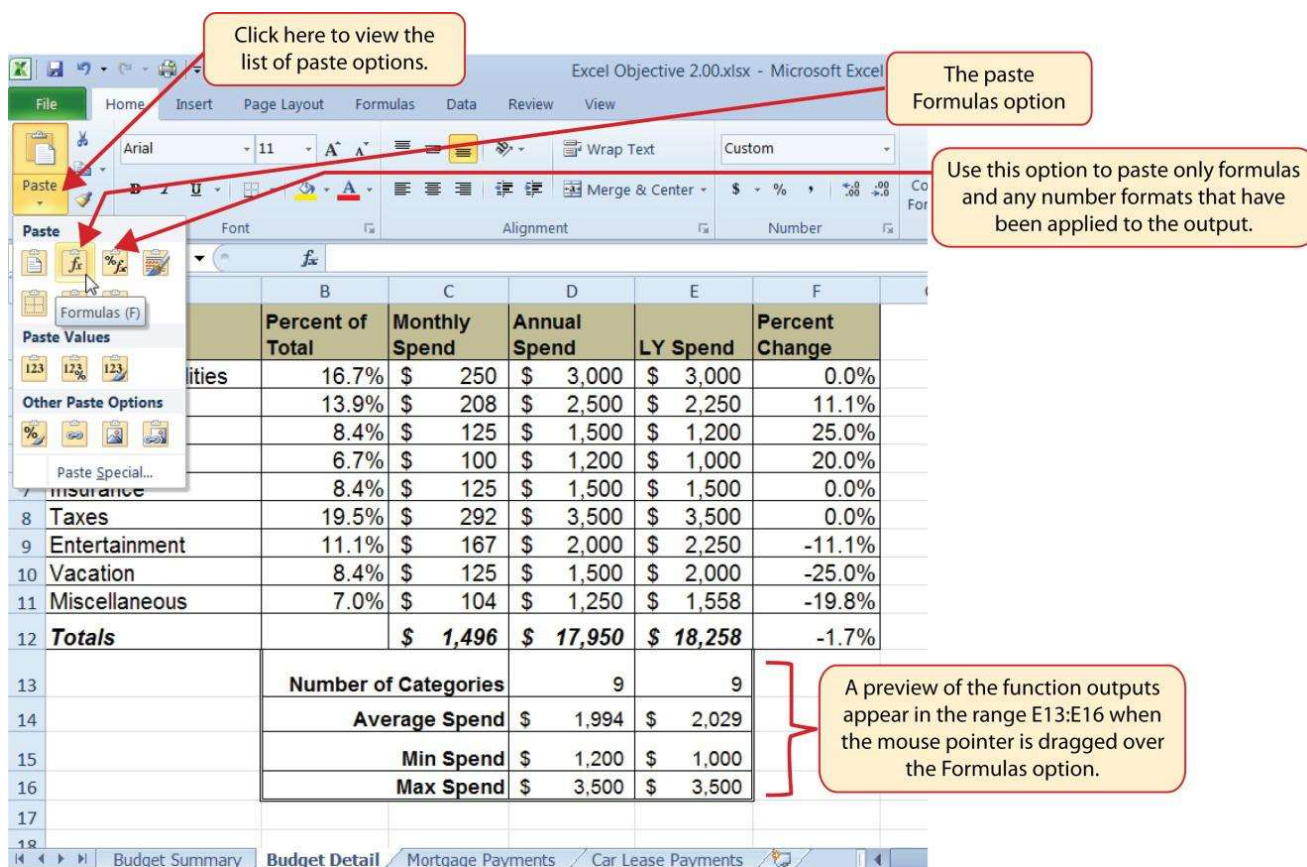 Click here to view the
list of paste options.
Excel Objective 2.00.xlsx - Microsoft Excel
The paste
Formulas option
File Home Insert Page Layout Formulas Data Review View
Arial 11 A A Wrap Text Custom
Use this option to paste only formulas
and any number formats that have
been applied to the output.
Paste B I U A Merge & Center $ % , .00 Co
For
Paste Font Alignment Number
fx % fx fx
B C D E F
Formulas (F)
Percent of Monthly Annual Percent
Total Spend Spend LY Spend Change
Paste Values
123 123 % 123 lities 16.7% $ 250 $ 3,000 $ 3,000 0.0%
Other Paste Options 13.9% $ 208 $ 2,500 $ 2,250 11.1%
% 8.4% $ 125 $ 1,500 $ 1,200 25.0%
Paste Special... 6.7% $ 100 $ 1,200 $ 1,000 20.0%
7 Insurance 8.4% $ 125 $ 1,500 $ 1,500 0.0%
8 Taxes 19.5% $ 292 $ 3,500 $ 3,500 0.0%
9 Entertainment 11.1% $ 167 $ 2,000 $ 2,250 -11.1%
10 Vacation 8.4% $ 125 $ 1,500 $ 2,000 -25.0%
11 Miscellaneous 7.0% $ 104 $ 1,250 $ 1,558 -19.8%
12 Totals $ 1,496 $ 17,950 $ 18,258 -1.7%
13 Number of Categories 9 9
14 Average Spend $ 1,994 $ 2,029
15 Min Spend $ 1,200 $ 1,000
16 Max Spend $ 3,500 $ 3,500
A preview of the function outputs
appear in the range E13:E16 when
the mouse pointer is dragged over
the Formulas option.
17
18
Budget Summary Budget Detail Mortgage Payments Car Lease Payments